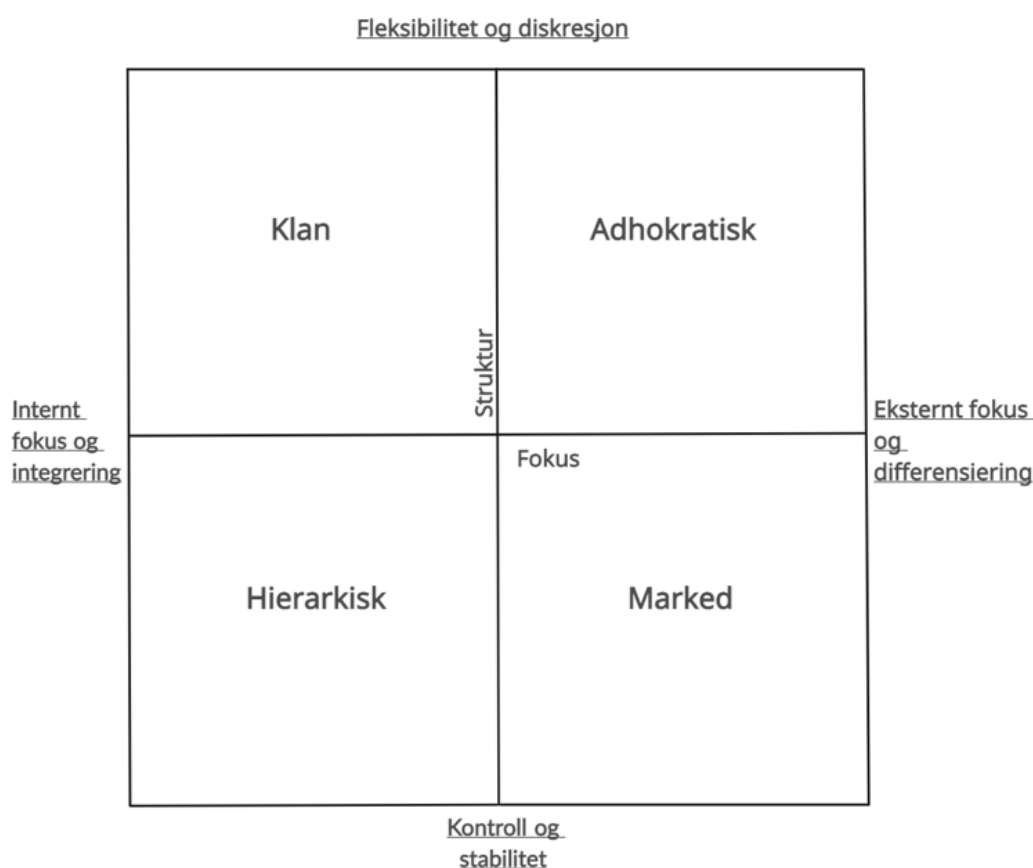 Fleksibilitet og diskresjon
Klan
Adhokratisk
Struktur
Internt
fokus og
integrering
Eksternt fokus
og
differensiering
Fokus
Hierarkisk
Marked
Kontroll og
stabilitet